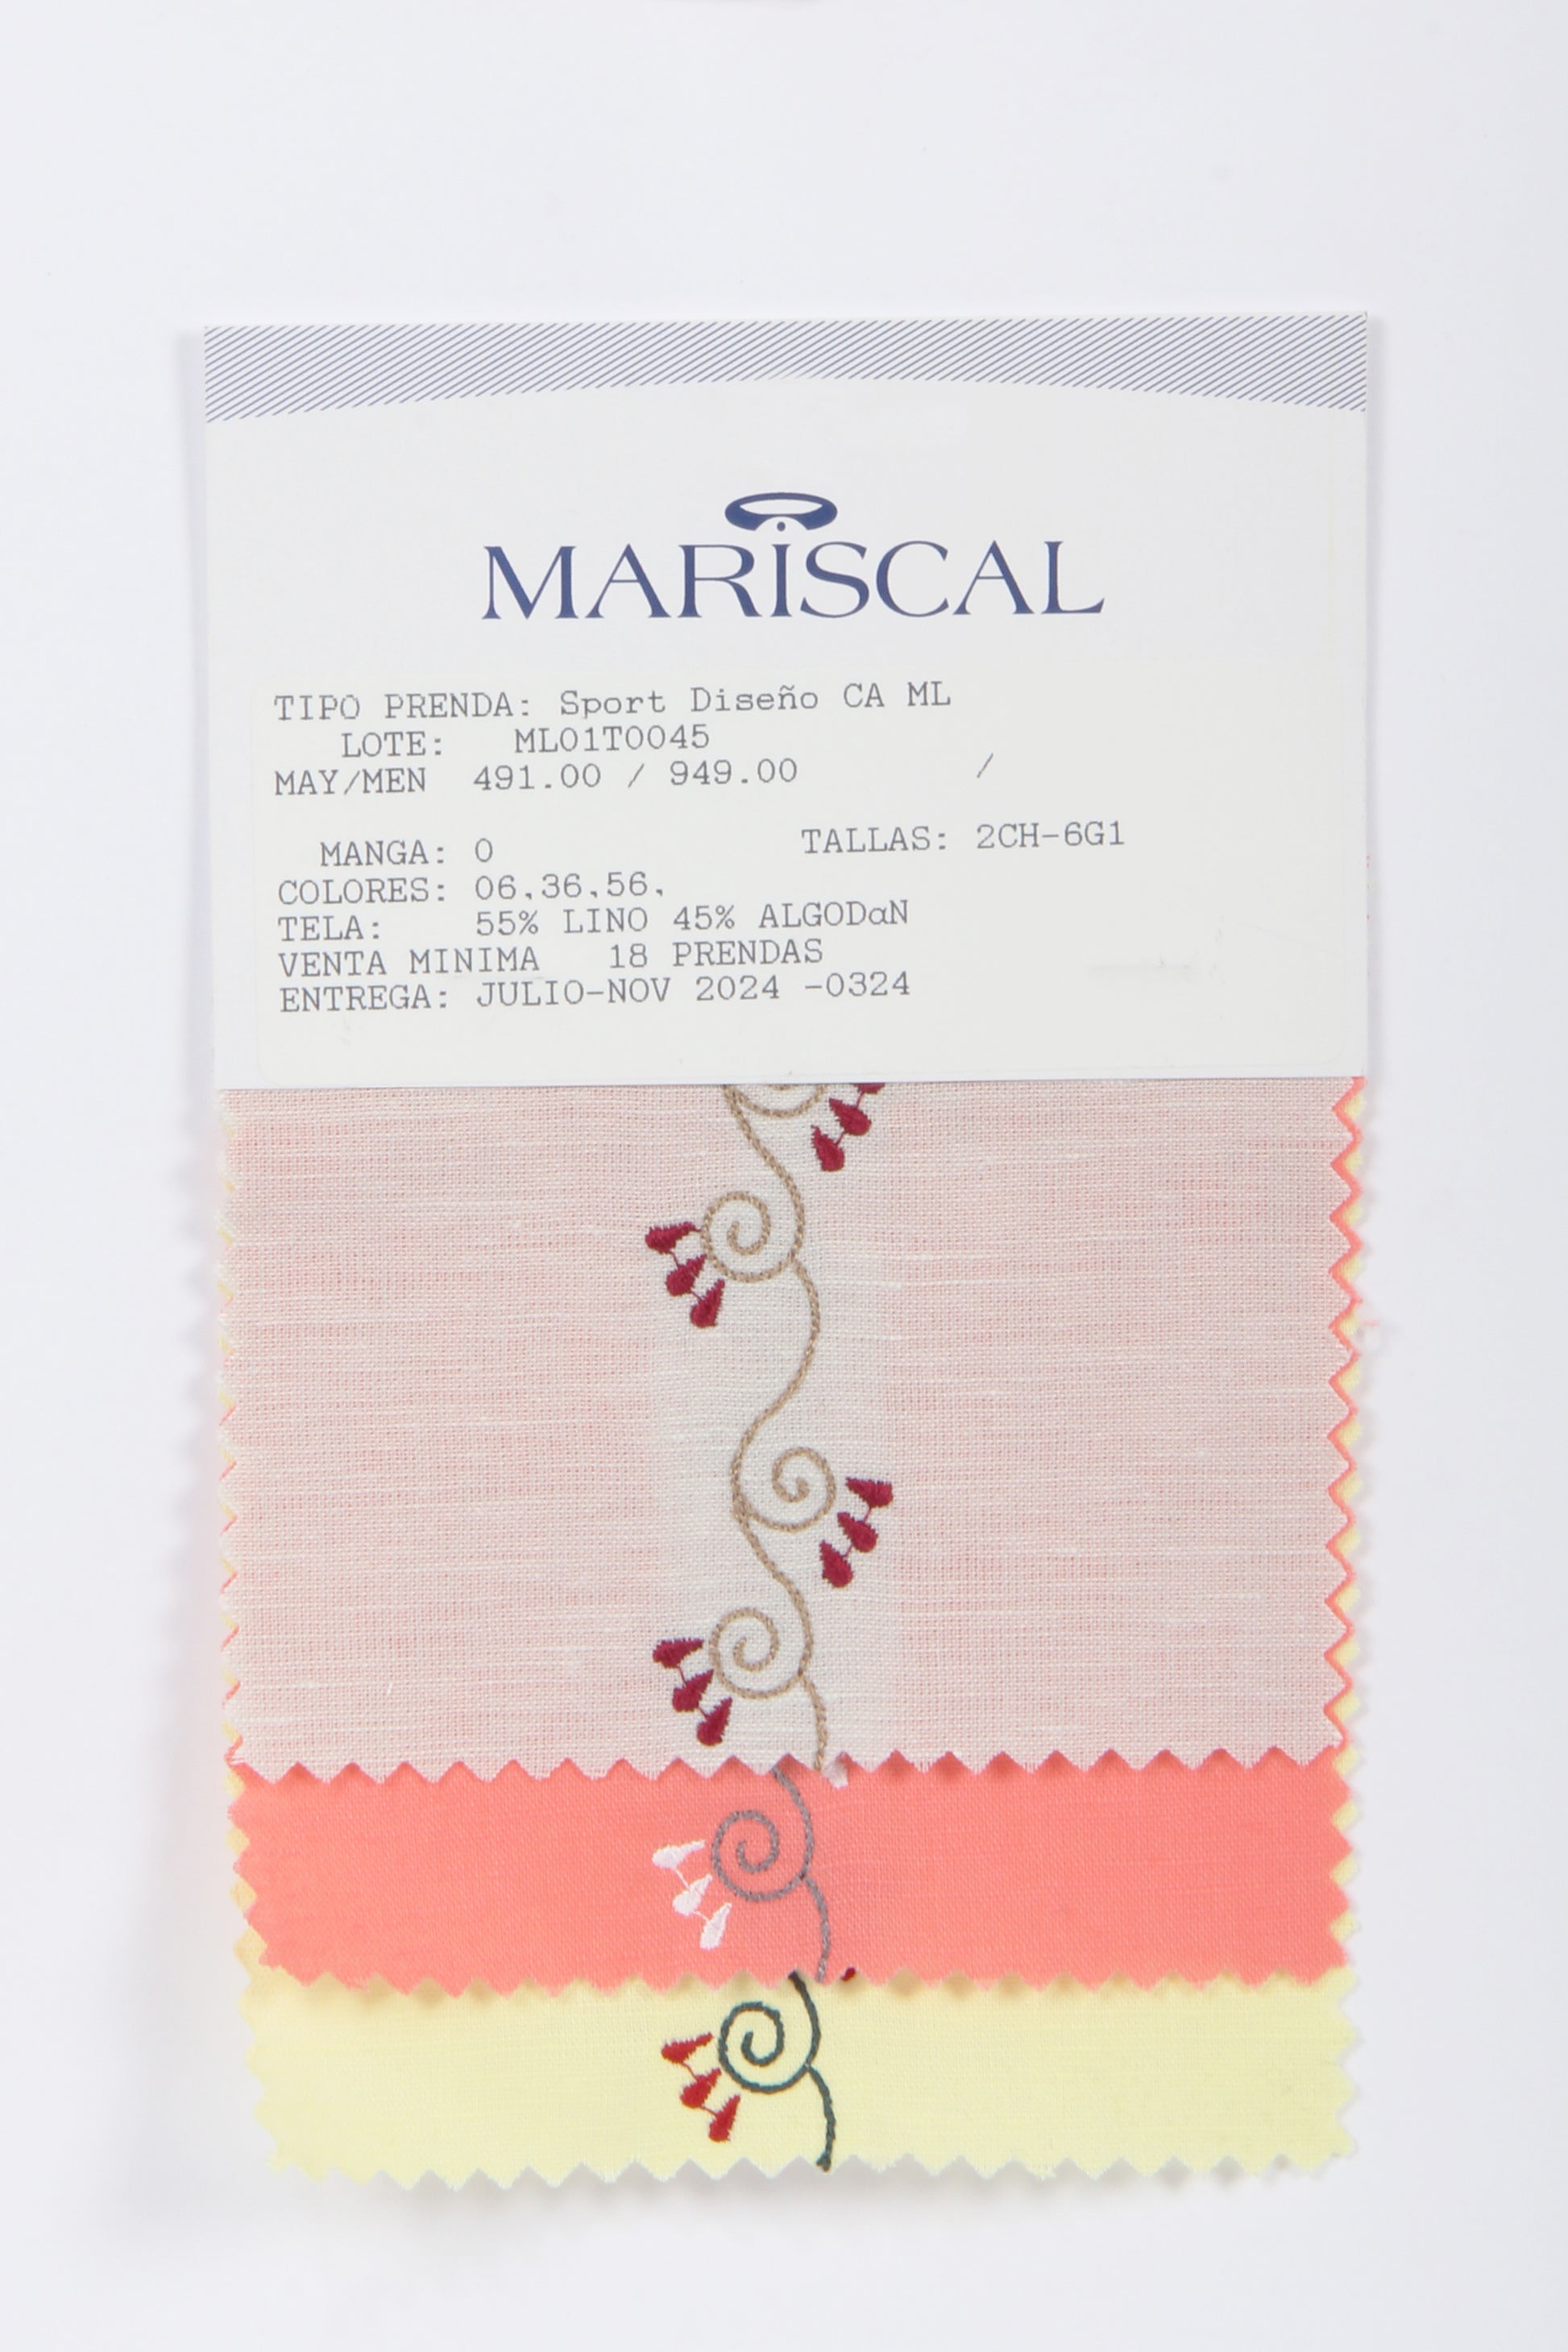 MARISCAL
TIPO PRENDA: Sport Diseño CA ML
LOTE: ML01T0045
MAY/MEN 491.00 / 949.00 /
MANGA: 0 TALLAS: 2CH-6G1
COLORES: 06,36,56,
TELA: 55% LINO 45% ALGODαN
VENTA MINIMA 18 PRENDAS
ENTREGA: JULIO-NOV 2024 -0324